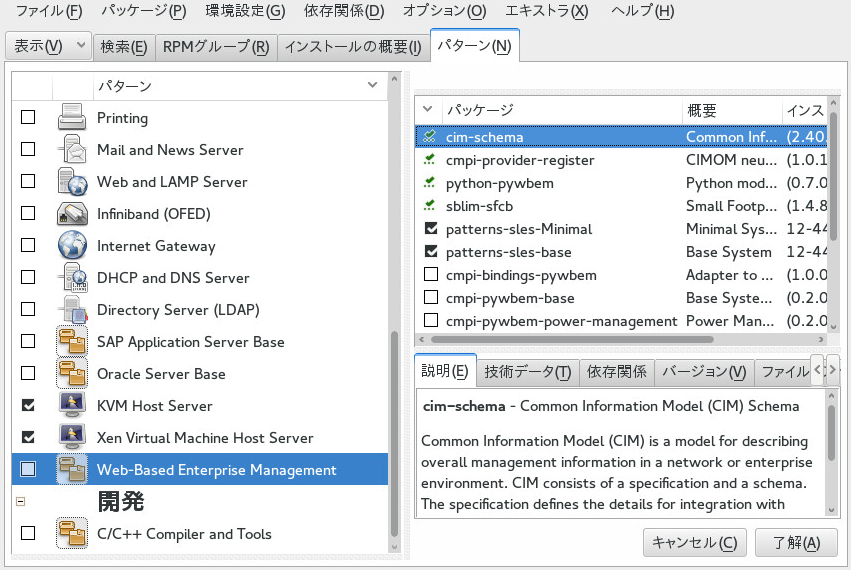 ファイル(F) パッケージ(P) 環境設定(G) 依存関係(D) オプション(O) エキストラ(X) ヘルプ(H)
表示(V) 検索(E) RPMグループ(R) インストールの概要(I) パターン(N)
パターン
Printing
Mail and News Server
Web and LAMP Server
Infiniband (OFED)
Internet Gateway
DHCP and DNS Server
Directory Server (LDAP)
SAP Application Server Base
Oracle Server Base
KVM Host Server
Xen Virtual Machine Host Server
Web-Based Enterprise Management
開発
C/C++ Compiler and Tools
パッケージ 概要 インス
cim-schema Common Inf... (2.40.
cmpi-provider-register CIMOM neu... (1.0.1
python-pywbem Python mod... (0.7.0
sblim-sfcb Small Footp... (1.4.8
patterns-sles-Minimal Minimal Sys... 12-44
patterns-sles-base Base System 12-44
cmpi-bindings-pywbem Adapter to ... (1.0.0
cmpi-pywbem-base Base Syste... (0.2.0
cmpi-pywbem-power-management Power Man... (0.2.0
説明(E) 技術データ(T) 依存関係 バージョン(V) ファイル
cim-schema - Common Information Model (CIM) Schema
Common Information Model (CIM) is a model for describing
overall management information in a network or enterprise
environment. CIM consists of a specification and a schema.
The specification defines the details for integration with
キャンセル(C) 了解(A)